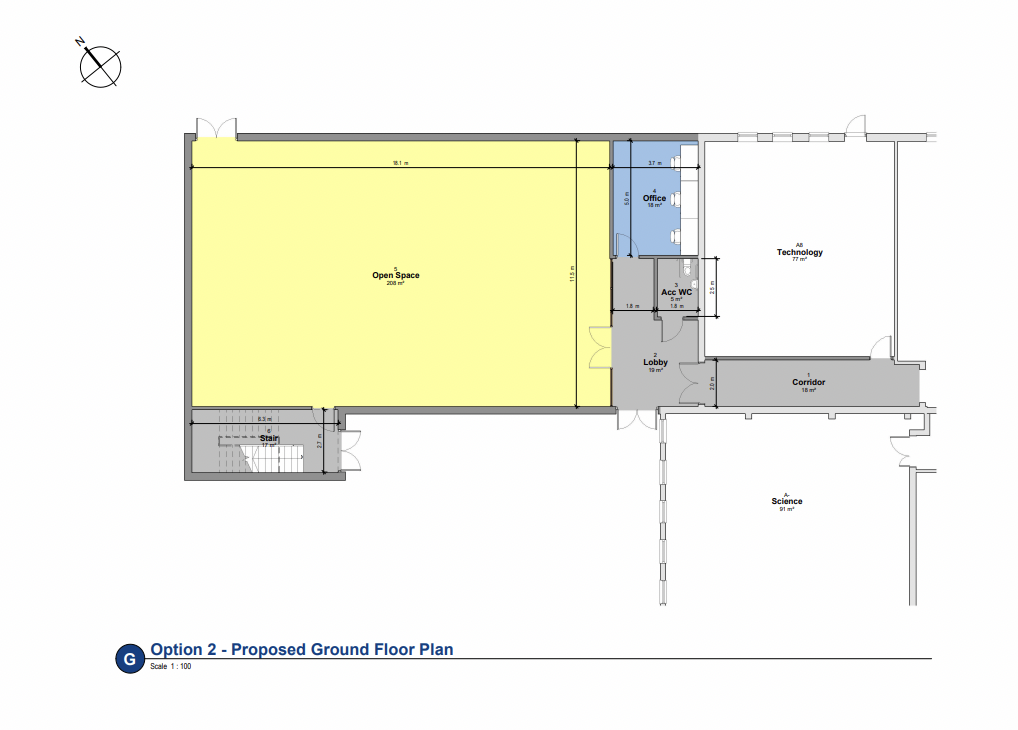 N
18.1 m
3.7 m
5.0 m
4
Office
18 m²
A8
Technology
77 m²
5
Open Space
208 m²
11.5 m
3
Acc WC
5 m²
2.5 m
1.8 m
1.8 m
2
Lobby
19 m²
2.0 m
1
Corridor
18 m²
6.3 m
6
Stair
17 m²
2.7 m
A-
Science
91 m²
G
Option 2 - Proposed Ground Floor Plan
Scale 1 : 100